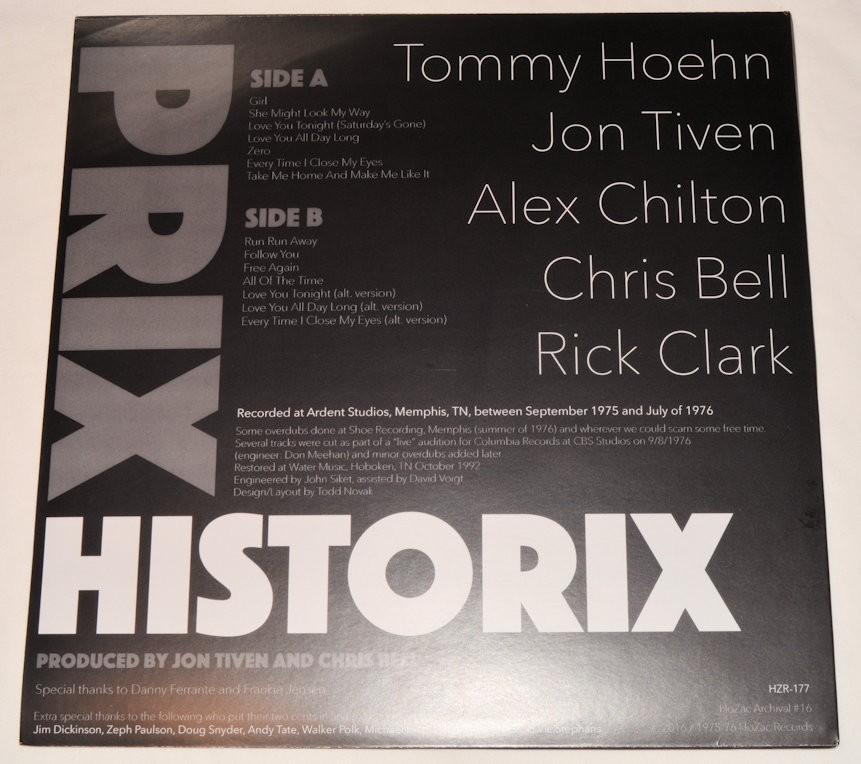 PRIX
SIDE A
Girl
She Might Look My Way
Love You Tonight (Saturday's Gone)
Love You All Day Long
Zero
Every Time I Close My Eyes
Take Me Home And Make Me Like It
SIDE B
Run Run Away
Follow You
Free Again
All Of The Time
Love You Tonight (alt. version)
Love You All Day Long (alt. version)
Every Time I Close My Eyes (alt. version)
Tommy Hoehn
Jon Tiven
Alex Chilton
Chris Bell
Rick Clark
Recorded at Ardent Studios, Memphis, TN, between September 1975 and July of 1976
Some overdubs done at Shoe Recording, Memphis (summer of 1976) and wherever we could scam some free time.
Several tracks were cut as part of a "live" audition for Columbia Records at CBS Studios on 9/8/1976
(engineer: Don Meehan) and minor overdubs added later.
Restored at Water Music, Hoboken, TN October 1992
Engineered by John Siket, assisted by David Voigt
Design/Layout by Todd Novak
HISTORIX
PRODUCED BY JON TIVEN AND CHRIS BELL
Special thanks to Danny Ferrante and Frankie Jensen
Extra special thanks to the following who put their two cents in
Jim Dickinson, Zeph Paulson, Doug Snyder, Andy Tate, Walker Polk, Stephans
HZR-177
HoZac Archival #16
2016 / 1975-76 HoZac Records